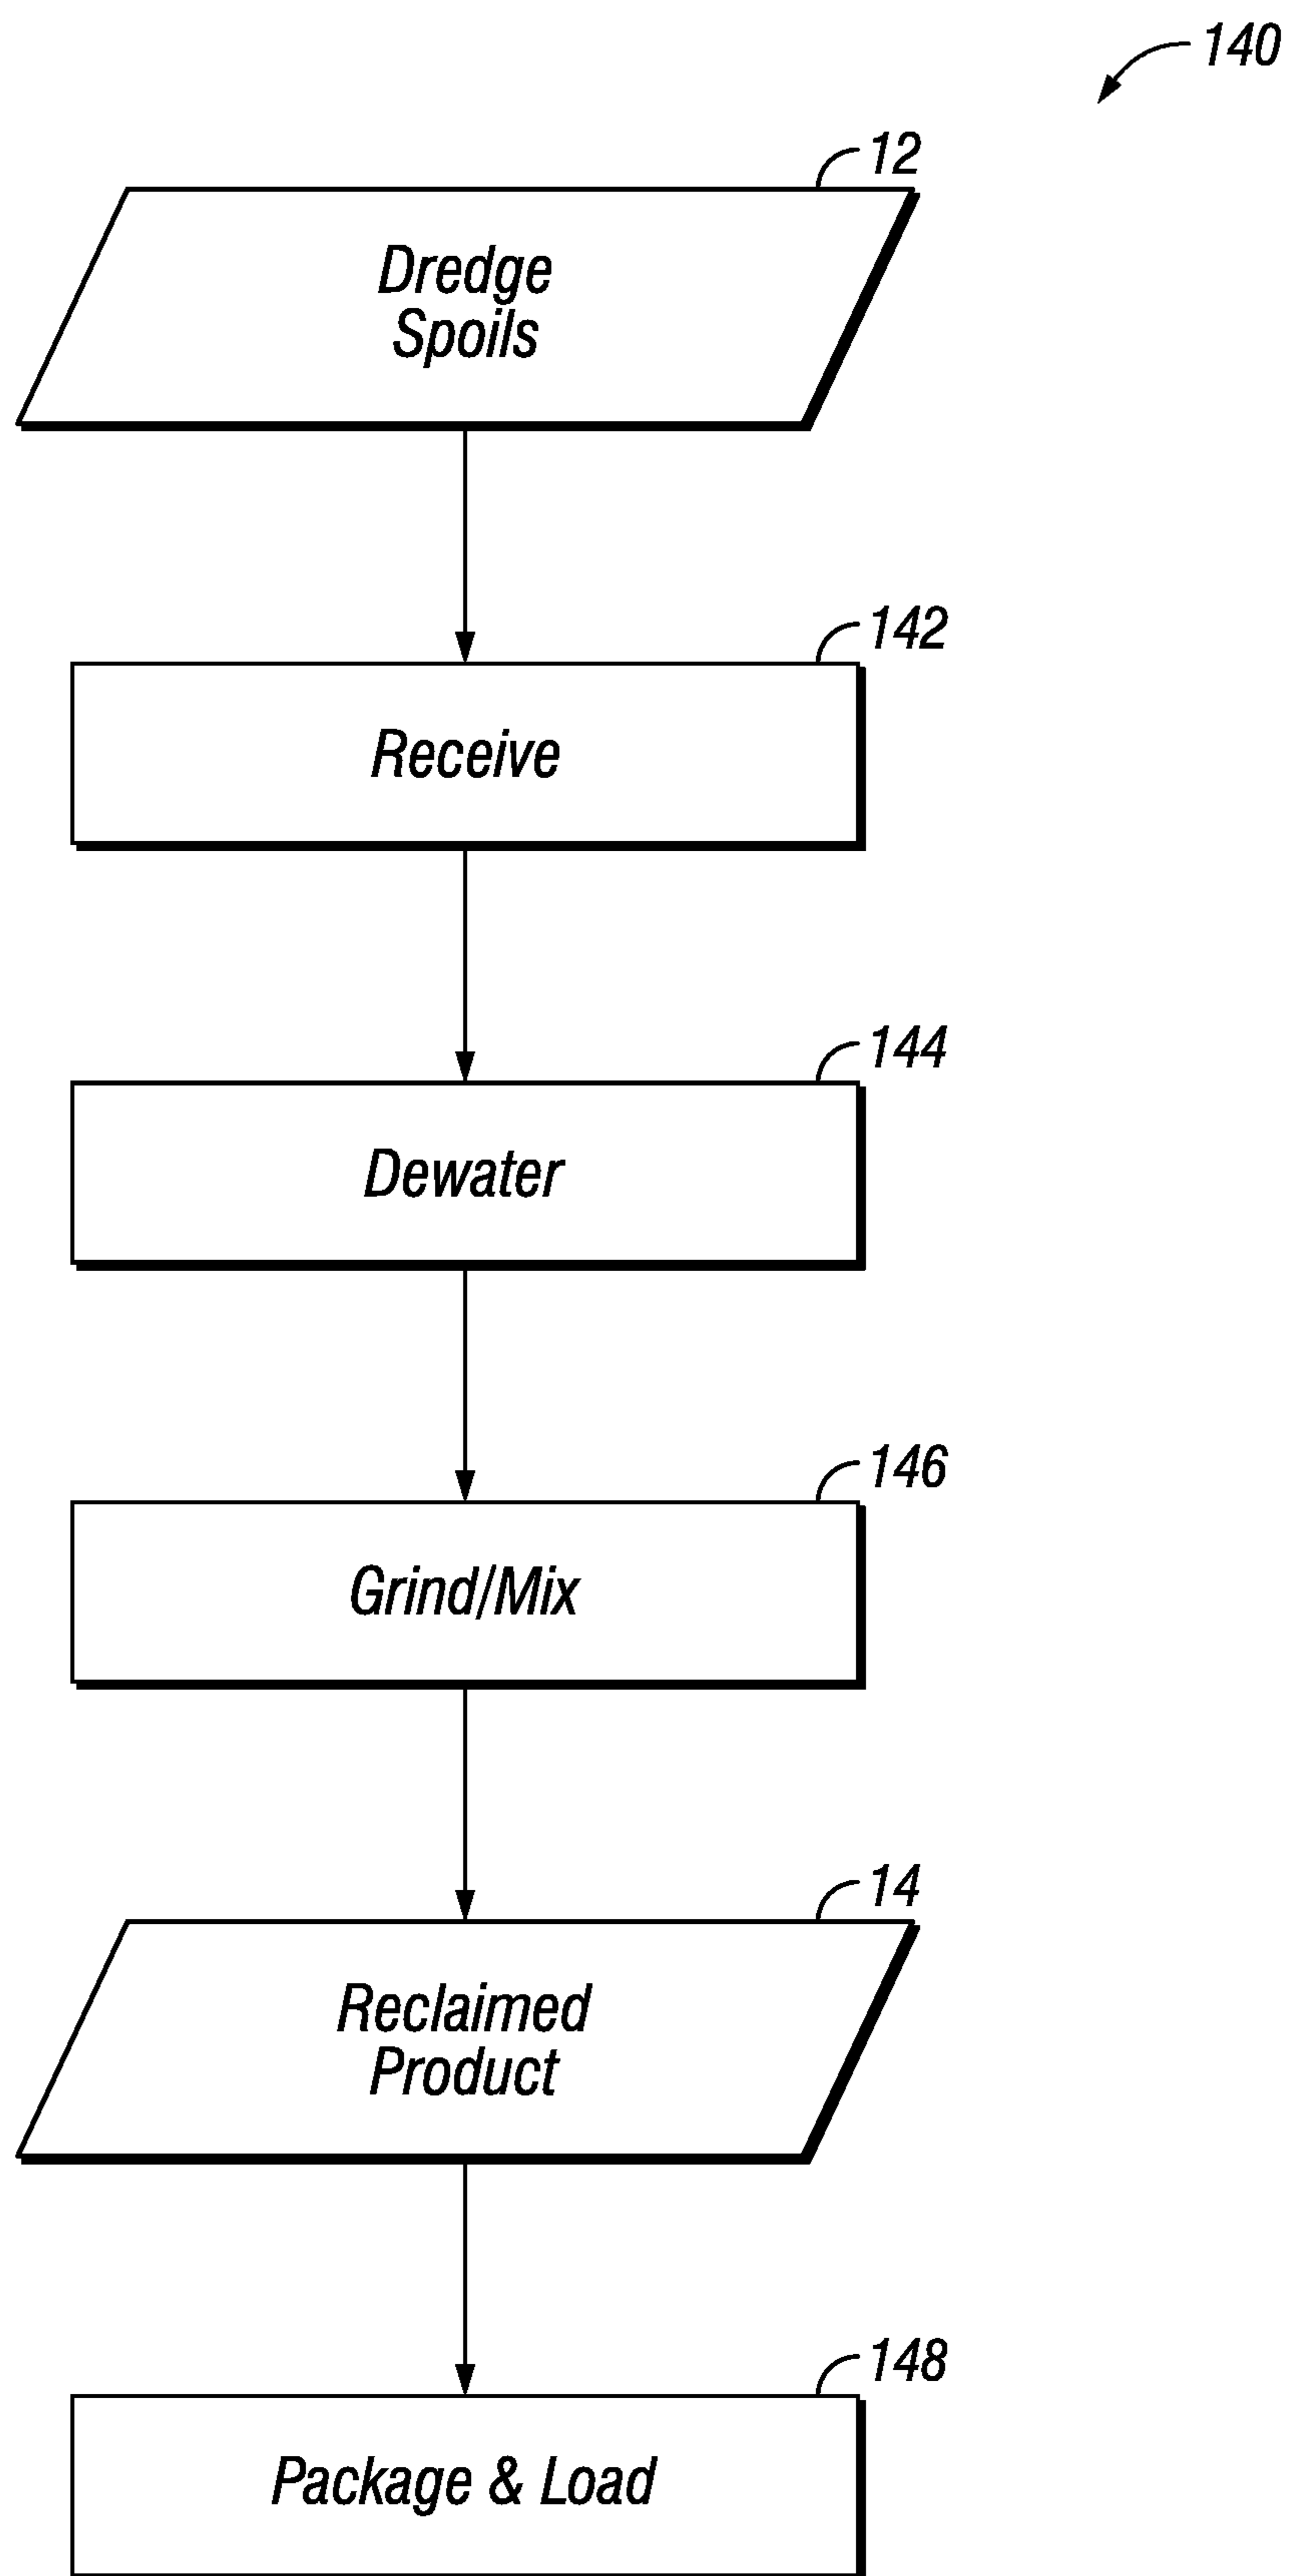 140
12
Dredge
Spoils
142
Receive
144
Dewater
146
Grind/Mix
14
Reclaimed
Product
148
Package & Load